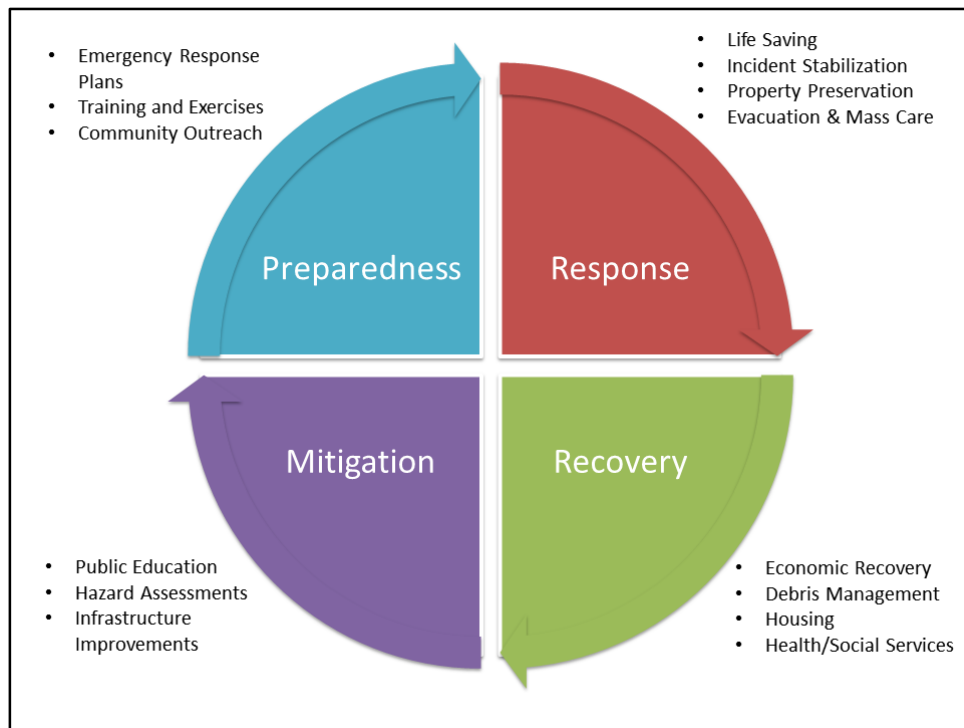 • Emergency Response
Plans
• Training and Exercises
• Community Outreach
• Life Saving
• Incident Stabilization
• Property Preservation
• Evacuation & Mass Care
Preparedness
Response
Mitigation
Recovery
• Public Education
• Hazard Assessments
• Infrastructure
Improvements
• Economic Recovery
• Debris Management
• Housing
• Health/Social Services